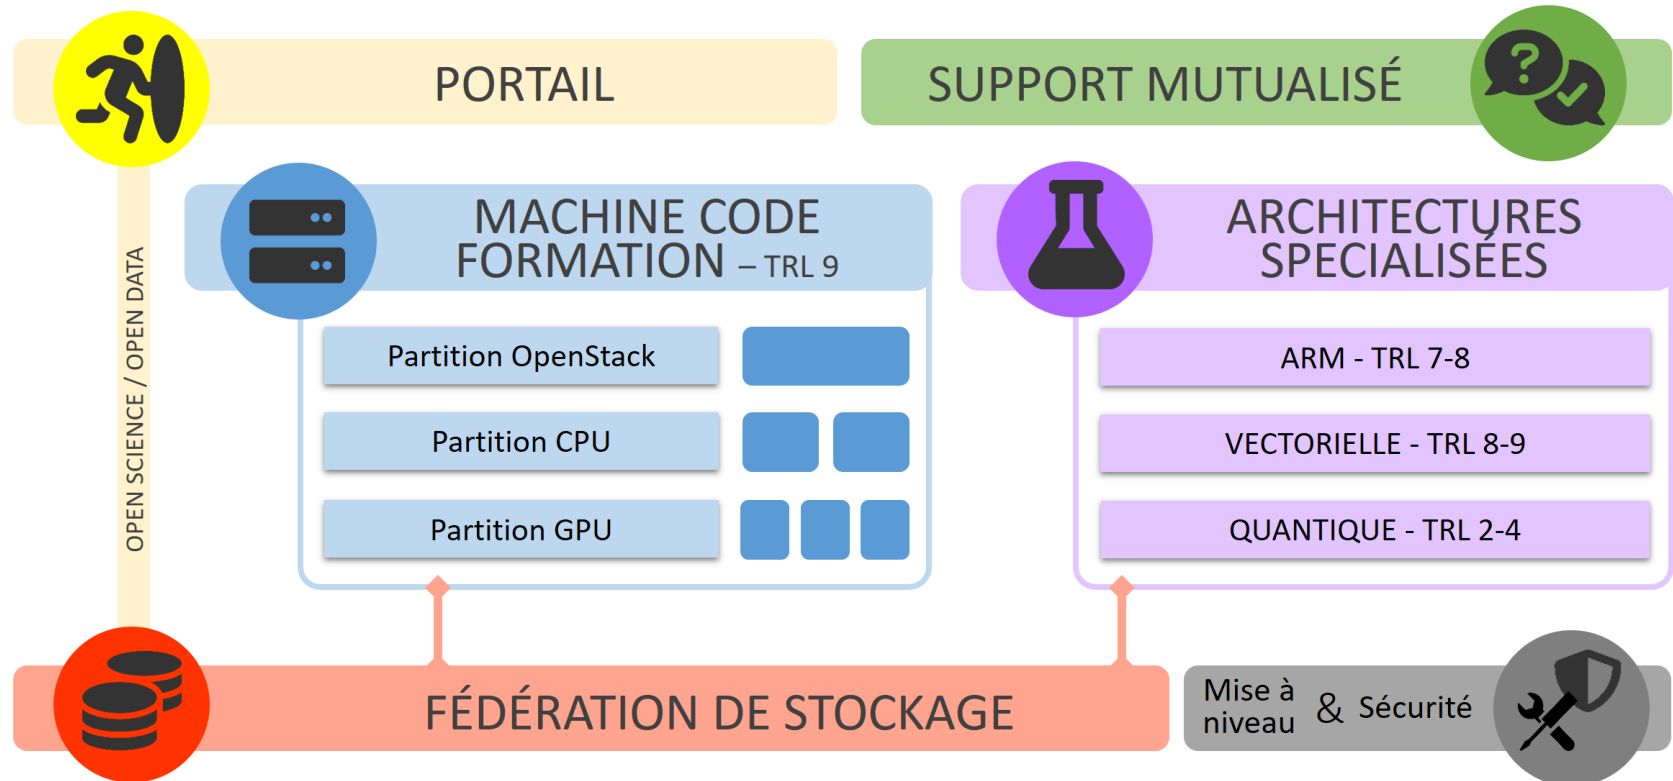 PORTAIL
SUPPORT MUTUALISÉ
?
OPEN SCIENCE / OPEN DATA
MACHINE CODE
FORMATION – TRL 9
Partition OpenStack
Partition CPU
Partition GPU
ARCHITECTURES
SPECIALISÉES
ARM - TRL 7-8
VECTORIELLE - TRL 8-9
QUANTIQUE - TRL 2-4
FÉDÉRATION DE STOCKAGE
Mise à
niveau & Sécurité